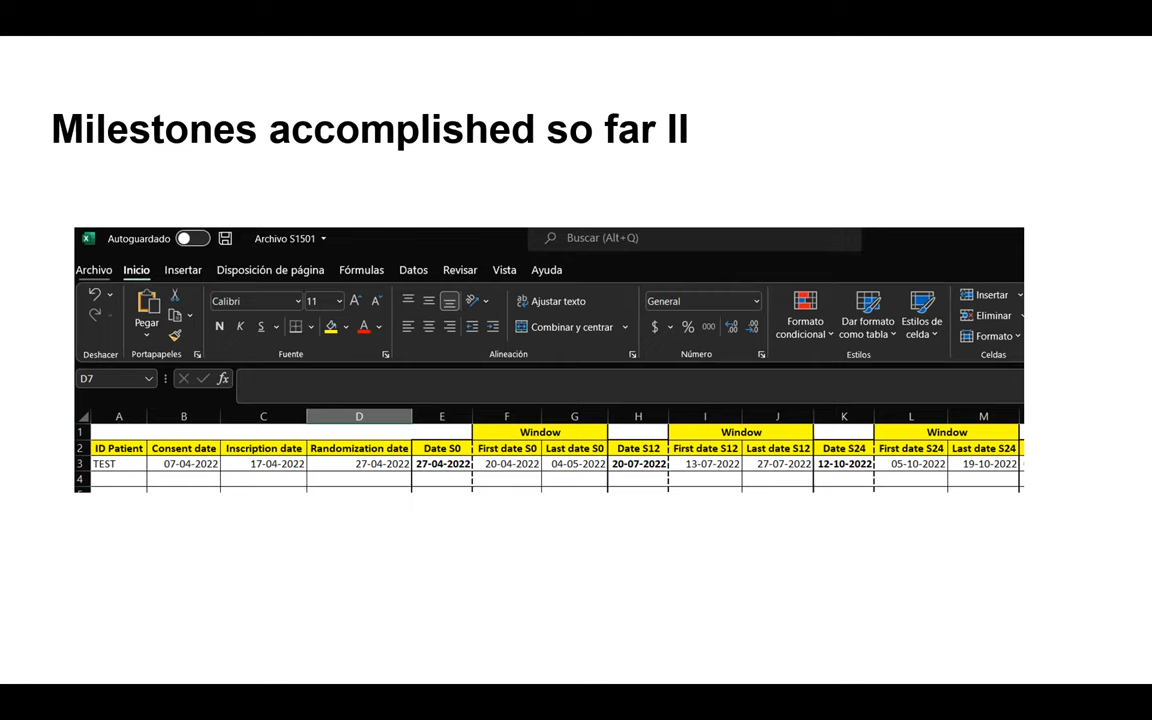 Milestones accomplished so far II
Autoguardado Archivo S1501 Buscar (Alt+Q)
Archivo Inicio Insertar Disposición de página Fórmulas Datos Revisar Vista Ayuda
Calibri 11 Ajustar texto General Insertar
Pegar Formato condicional Dar formato como tabla Estilos de celda Eliminar
N K S A Combinar y centrar $ % 000 Formato
Deshacer Portapapeles Fuente Alineación Número Estilos Celdas
D7 fx
A B C D E F G H I J K L M
1 Window Window Window
2 ID Patient Consent date Inscription date Randomization date Date S0 First date S0 Last date S0 Date S12 First date S12 Last date S12 Date S24 First date S24 Last date S24
3 TEST 07-04-2022 17-04-2022 27-04-2022 27-04-2022 20-04-2022 04-05-2022 20-07-2022 13-07-2022 27-07-2022 12-10-2022 05-10-2022 19-10-2022
4